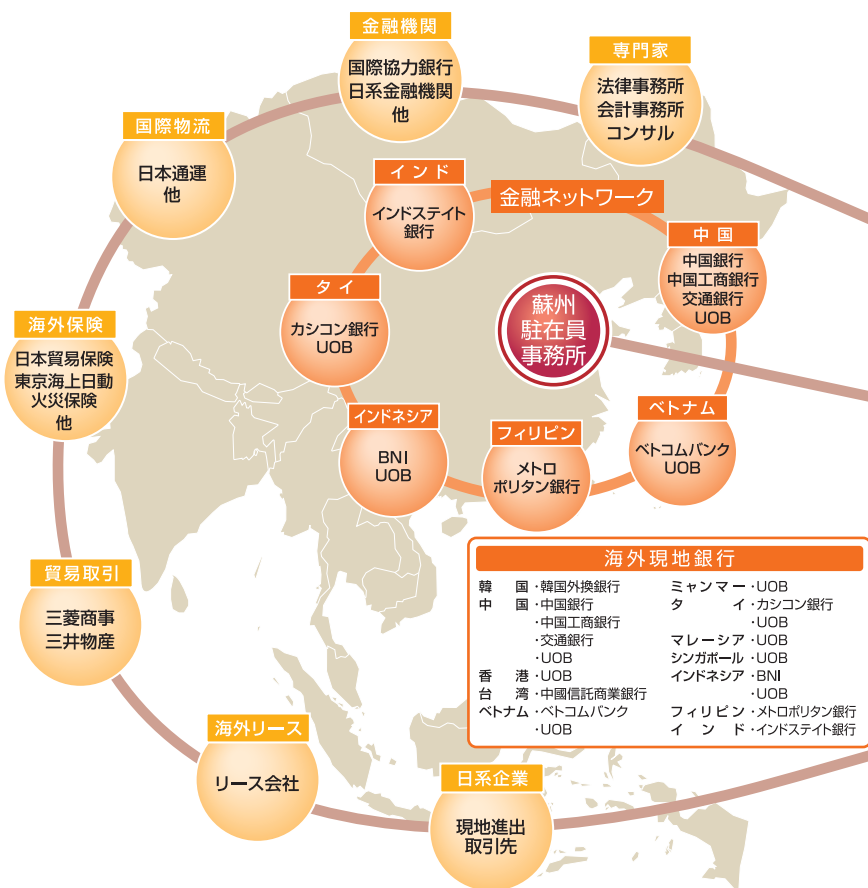 金融機関
国際協力銀行
日系金融機関
他
専門家
法律事務所
会計事務所
コンサル
国際物流
日本通運
他
インド
インドステイト
銀行
金融ネットワーク
中国
中国銀行
中国工商銀行
交通銀行
UOB
タイ
カシコン銀行
UOB
蘇州
駐在員
事務所
海外保険
日本貿易保険
東京海上日動
火災保険
他
インドネシア
BNI
UOB
フィリピン
メトロ
ポリタン銀行
ベトナム
ベトコムバンク
UOB
貿易取引
三菱商事
三井物産
海外リース
リース会社
日系企業
現地進出
取引先
海外現地銀行
韓国・韓国外換銀行
中国・中国銀行
・中国工商銀行
・交通銀行
・UOB
香港・UOB
台湾・中國信託商業銀行
ベトナム・ベトコムバンク
・UOB
ミャンマー・UOB
タイ・カシコン銀行
・UOB
マレーシア・UOB
シンガポール・UOB
インドネシア・BNI
・UOB
フィリピン・メトロポリタン銀行
インド・インドステイト銀行